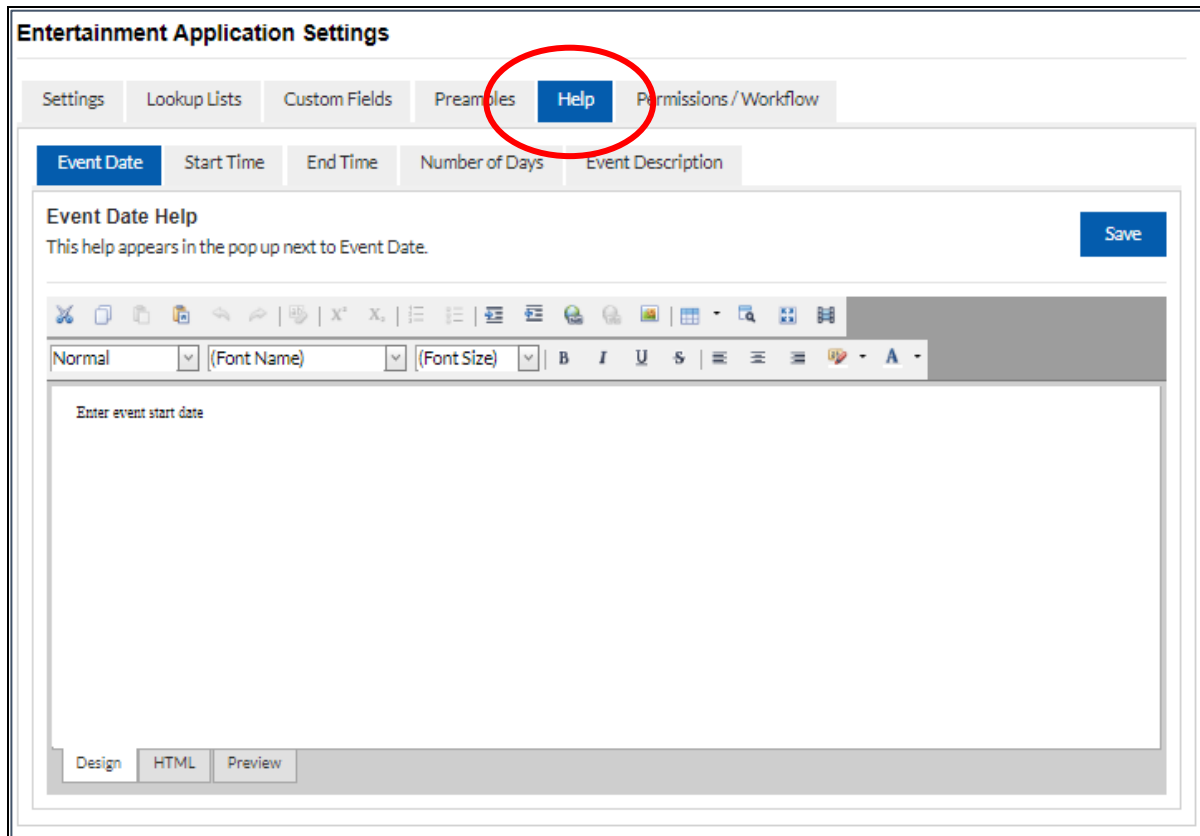 Entertainment Application Settings
Settings Lookup Lists Custom Fields Preambles Help Permissions / Workflow
Event Date Start Time End Time Number of Days Event Description
Event Date Help
This help appears in the pop up next to Event Date.
Save
Normal (Font Name) (Font Size) B I U S A
Enter event start date
Design HTML Preview